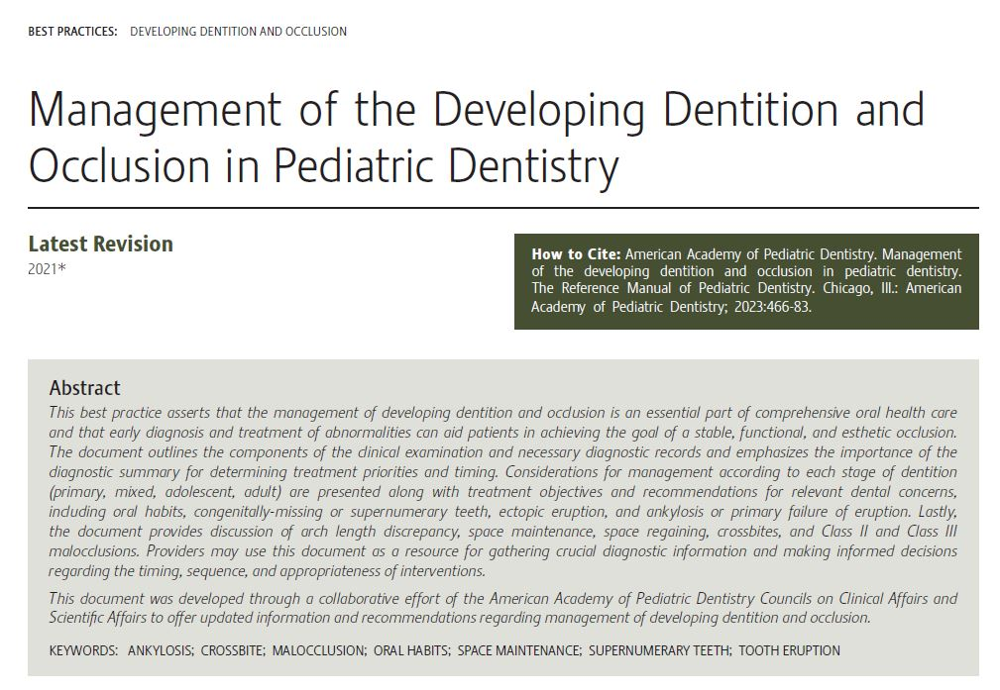 BEST PRACTICES: DEVELOPING DENTITION AND OCCLUSION
Management of the Developing Dentition and
Occlusion in Pediatric Dentistry
Latest Revision
2021*
How to Cite: American Academy of Pediatric Dentistry. Management
of the developing dentition and occlusion in pediatric dentistry.
The Reference Manual of Pediatric Dentistry. Chicago, Ill.: American
Academy of Pediatric Dentistry; 2023:466-83.
Abstract
This best practice asserts that the management of developing dentition and occlusion is an essential part of comprehensive oral health care
and that early diagnosis and treatment of abnormalities can aid patients in achieving the goal of a stable, functional, and esthetic occlusion.
The document outlines the components of the clinical examination and necessary diagnostic records and emphasizes the importance of the
diagnostic summary for determining treatment priorities and timing. Considerations for management according to each stage of dentition
(primary, mixed, adolescent, adult) are presented along with treatment objectives and recommendations for relevant dental concerns,
including oral habits, congenitally-missing or supernumerary teeth, ectopic eruption, and ankylosis or primary failure of eruption. Lastly,
the document provides discussion of arch length discrepancy, space maintenance, space regaining, crossbites, and Class II and Class III
malocclusions. Providers may use this document as a resource for gathering crucial diagnostic information and making informed decisions
regarding the timing, sequence, and appropriateness of interventions.
This document was developed through a collaborative effort of the American Academy of Pediatric Dentistry Councils on Clinical Affairs and
Scientific Affairs to offer updated information and recommendations regarding management of developing dentition and occlusion.
KEYWORDS: ANKYLOSIS; CROSSBITE; MALOCCLUSION; ORAL HABITS; SPACE MAINTENANCE; SUPERNUMERARY TEETH; TOOTH ERUPTION